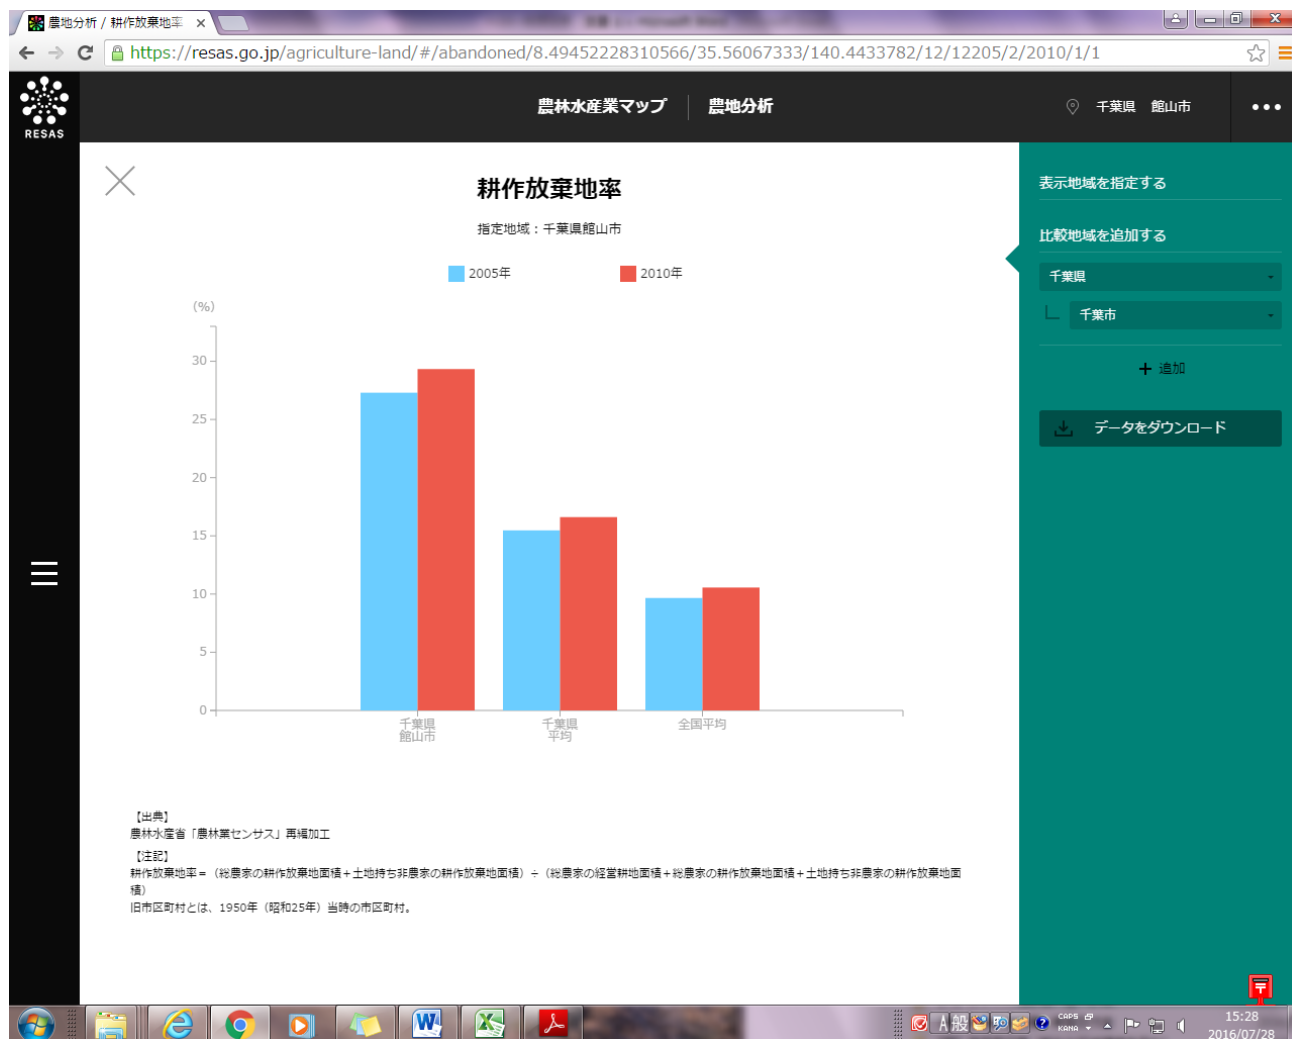 農地分析 / 耕作放棄地率
https://resas.go.jp/agriculture-land/#/abandoned/8.49452228310566/35.56067333/140.4433782/12/12205/2/2010/1/1
RESAS
農林水産業マップ 農地分析
千葉県 館山市
耕作放棄地率
指定地域：千葉県館山市
2005年 2010年
(%)
30
25
20
15
10
5
0
千葉県
館山市
千葉県
平均
全国平均
【出典】
農林水産省「農林業センサス」再編加工
【注記】
耕作放棄地率＝（総農家の耕作放棄地面積＋土地持ち非農家の耕作放棄地面積）÷（総農家の経営耕地面積＋総農家の耕作放棄地面積＋土地持ち非農家の耕作放棄地面
積）
旧市区町村とは、1950年（昭和25年）当時の市区町村。
表示地域を指定する
比較地域を追加する
千葉県
千葉市
＋ 追加
データをダウンロード
A 般
CAPS
KANA
15:28
2016/07/28